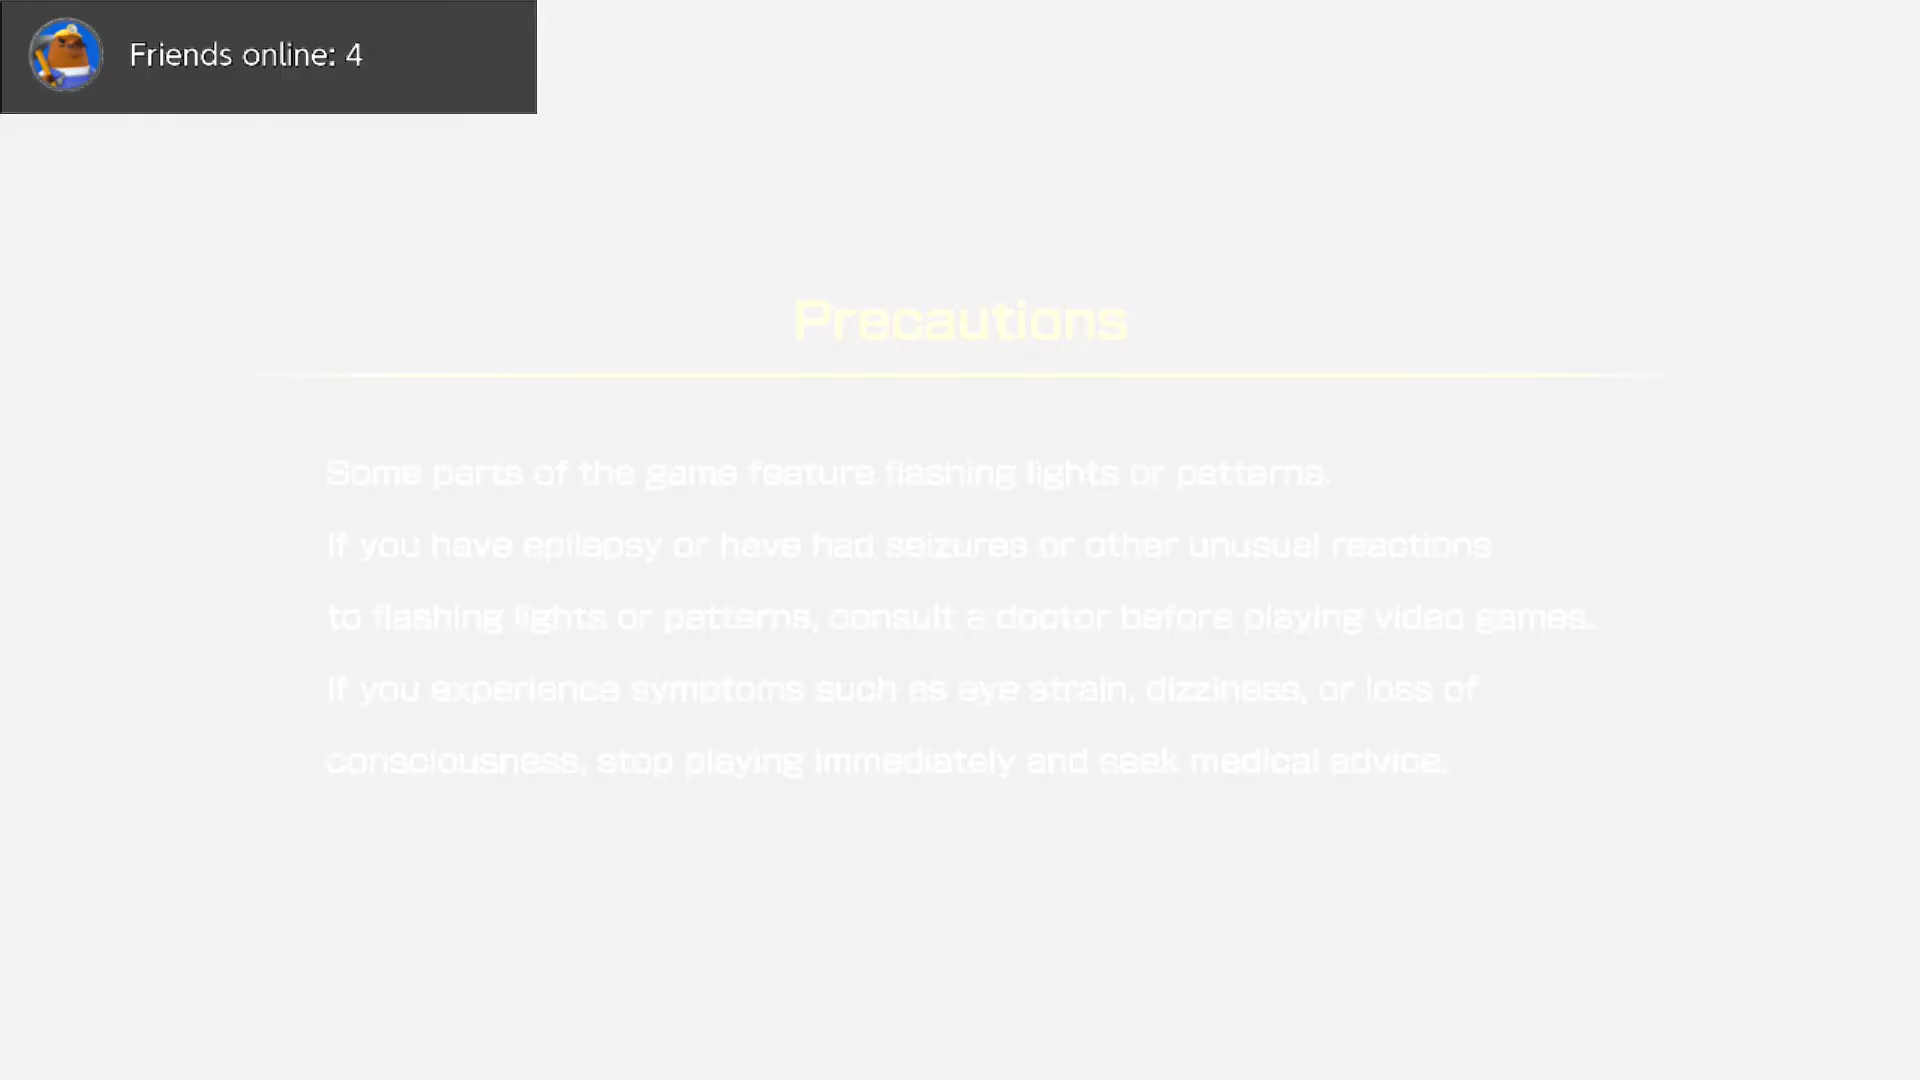 Friends online: 4
Precautions
Some parts of the game feature flashing lights or patterns.
If you have epilepsy or have had seizures or other unusual reactions
to flashing lights or patterns, consult a doctor before playing video games.
If you experience symptoms such as eye strain, dizziness, or loss of
consciousness, stop playing immediately and seek medical advice.